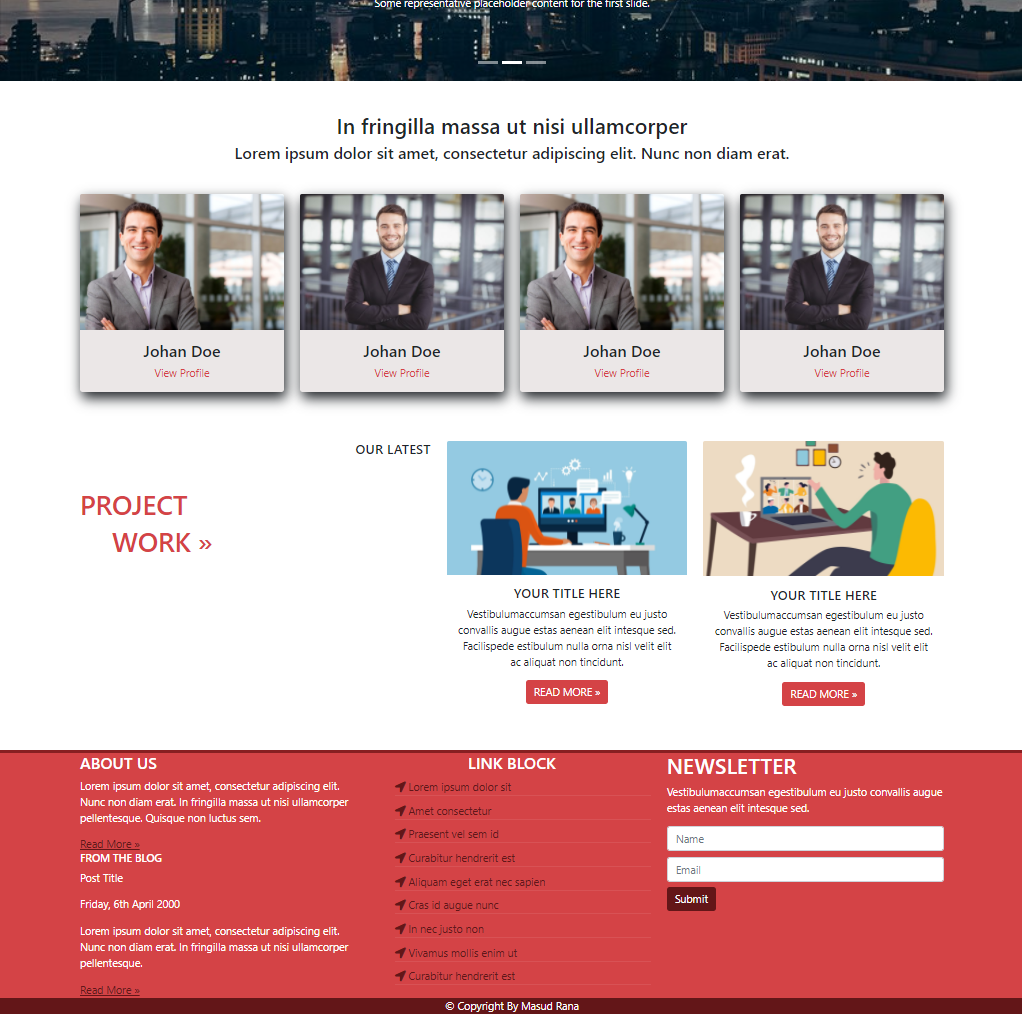 Some representative placeholder content for the first slide.
In fringilla massa ut nisi ullamcorper
Lorem ipsum dolor sit amet, consectetur adipiscing elit. Nunc non diam erat.
Johan Doe
View Profile
Johan Doe
View Profile
Johan Doe
View Profile
Johan Doe
View Profile
OUR LATEST
PROJECT
WORK »
YOUR TITLE HERE
Vestibulumaccumsan egestibulum eu justo
convallis augue estas aenean elit intesque sed.
Facilispede estibulum nulla orna nisl velit elit
ac aliquat non tincidunt.
READ MORE »
YOUR TITLE HERE
Vestibulumaccumsan egestibulum eu justo
convallis augue estas aenean elit intesque sed.
Facilispede estibulum nulla orna nisl velit elit
ac aliquat non tincidunt.
READ MORE »
ABOUT US
Lorem ipsum dolor sit amet, consectetur adipiscing elit.
Nunc non diam erat. In fringilla massa ut nisi ullamcorper
pellentesque. Quisque non luctus sem.
Read More »
FROM THE BLOG
Post Title
Friday, 6th April 2000
Lorem ipsum dolor sit amet, consectetur adipiscing elit.
Nunc non diam erat. In fringilla massa ut nisi ullamcorper
pellentesque.
Read More »
LINK BLOCK
Lorem ipsum dolor sit
Amet consectetur
Praesent vel sem id
Curabitur hendrerit est
Aliquam eget erat nec sapien
Cras id augue nunc
In nec justo non
Vivamus mollis enim ut
Curabitur hendrerit est
NEWSLETTER
Vestibulumaccumsan egestibulum eu justo convallis augue
estas aenean elit intesque sed.
Name
Email
Submit
© Copyright By Masud Rana